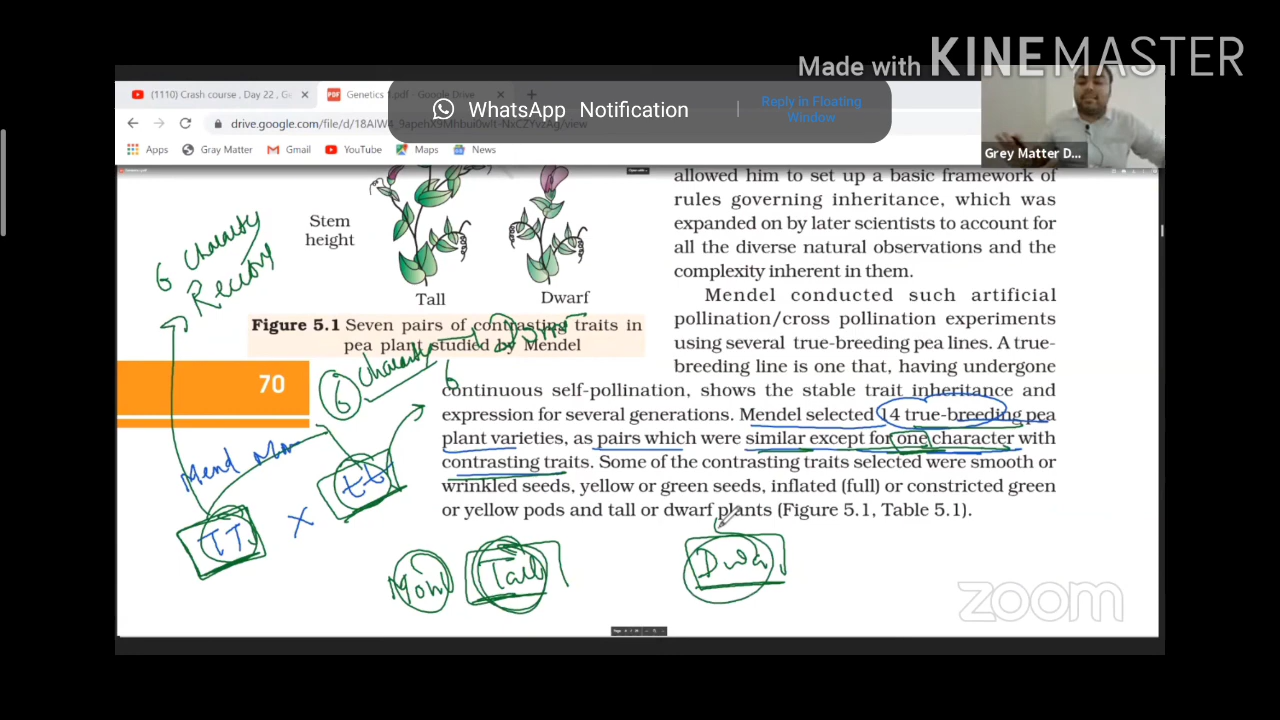 Made with KINEMASTER
(1110) Crash course , Day 22 , Ge
Genetics 1.pdf - Google Drive
WhatsApp Notification
Reply in Floating
Window
Apps
Gray Matter
Gmail
YouTube
Maps
News
Grey Matter D...
allowed him to set up a basic framework of
rules governing inheritance, which was
expanded on by later scientists to account for
all the diverse natural observations and the
complexity inherent in them.
Stem
height
Tall
Dwarf
6
Figure 5.1 Seven pairs of contrasting traits in
pea plant studied by Mendel
70
6
6
Mendel conducted such artificial
pollination/cross pollination experiments
using several true-breeding pea lines. A true-
breeding line is one that, having undergone
continuous self-pollination, shows the stable trait inheritance and
expression for several generations. Mendel selected 14 true-breeding pea
plant varieties, as pairs which were similar except for one character with
contrasting traits. Some of the contrasting traits selected were smooth or
wrinkled seeds, yellow or green seeds, inflated (full) or constricted green
or yellow pods and tall or dwarf plants (Figure 5.1, Table 5.1).
TT X tt
Tall
zoom